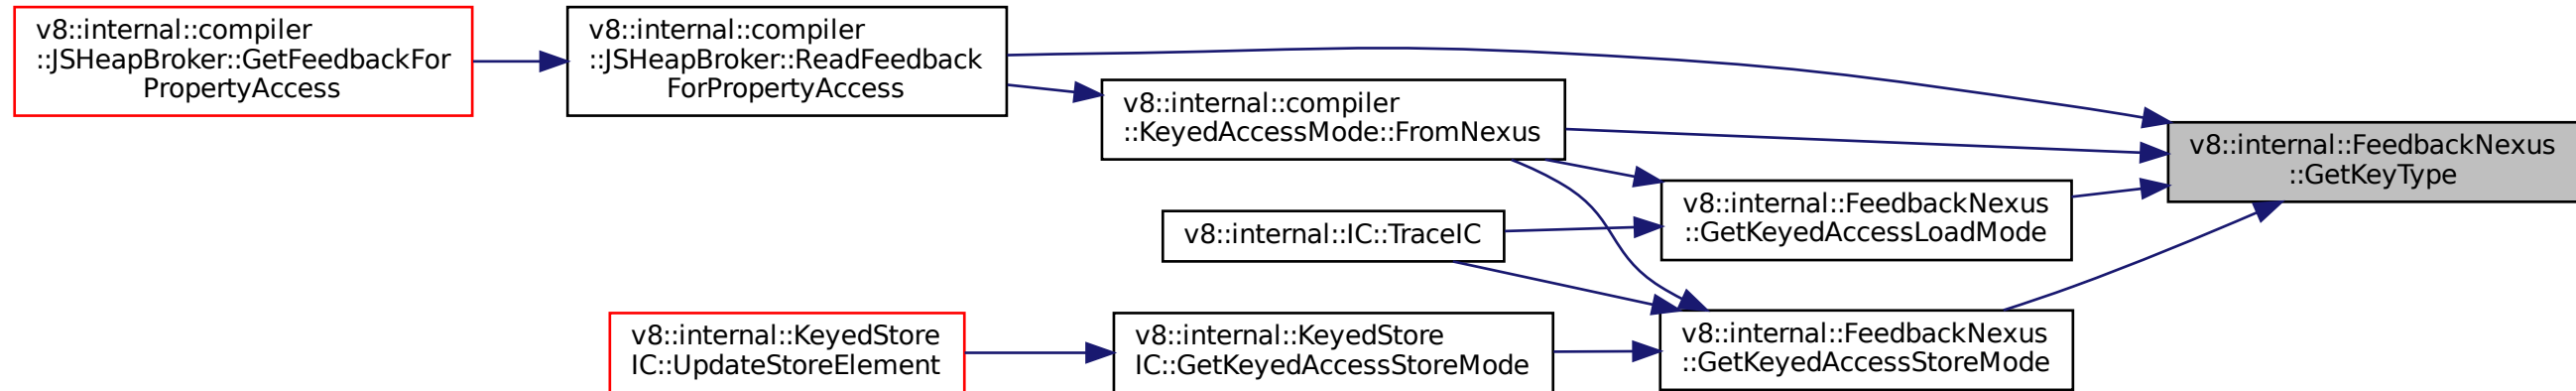 v8::internal::compiler
::JSHeapBroker::GetFeedbackFor
PropertyAccess
v8::internal::compiler
::JSHeapBroker::ReadFeedback
ForPropertyAccess
v8::internal::compiler
::KeyedAccessMode::FromNexus
v8::internal::FeedbackNexus
::GetKeyType
v8::internal::FeedbackNexus
::GetKeyedAccessLoadMode
v8::internal::IC::TraceIC
v8::internal::KeyedStore
IC::UpdateStoreElement
v8::internal::KeyedStore
IC::GetKeyedAccessStoreMode
v8::internal::FeedbackNexus
::GetKeyedAccessStoreMode